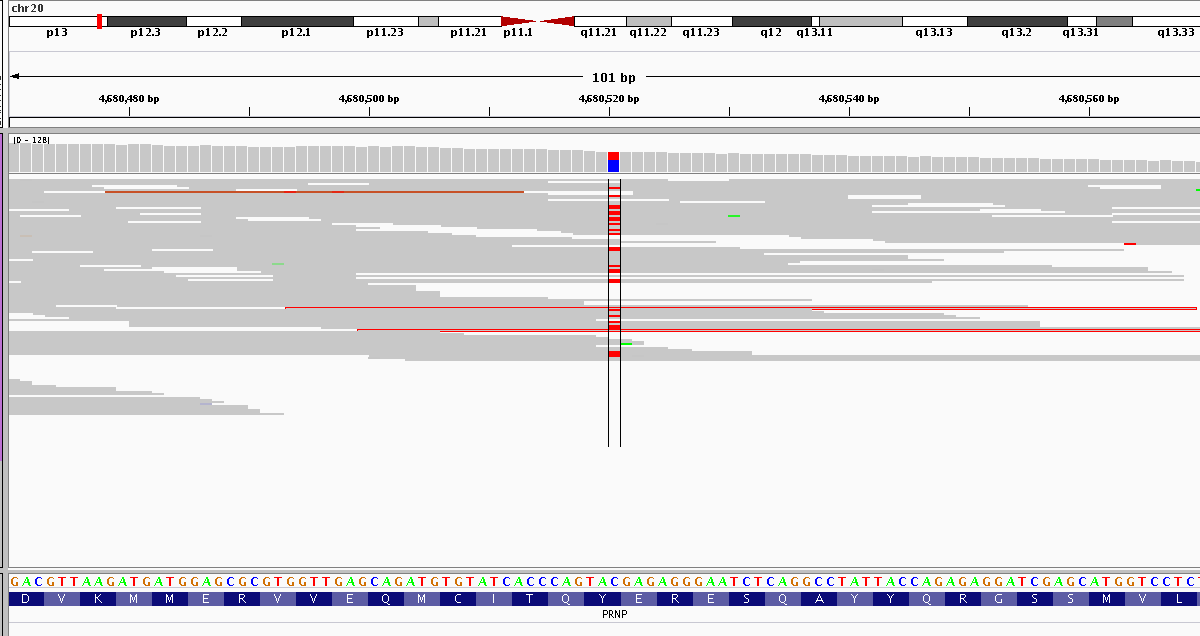 chr20
p13 p12.3 p12.2 p12.1 p11.23 p11.21 p11.1 q11.21 q11.22 q11.23 q12 q13.11 q13.13 q13.2 q13.31 q13.33
101 bp
4,680,480 bp 4,680,500 bp 4,680,520 bp 4,680,540 bp 4,680,560 bp
[0 - 128]
GACGTTAAGATGATGGAGCGCGTGGTTGAGCAGATGTGTATCACCCAGTACGAGAGGGAATCTCAGGCCTATTACCAGAGAGGATCGAGCATGGTCCTC
D V K M M E R V V E Q M C I T Q Y E R E S Q A Y Y Q R G S S M V L
PRNP